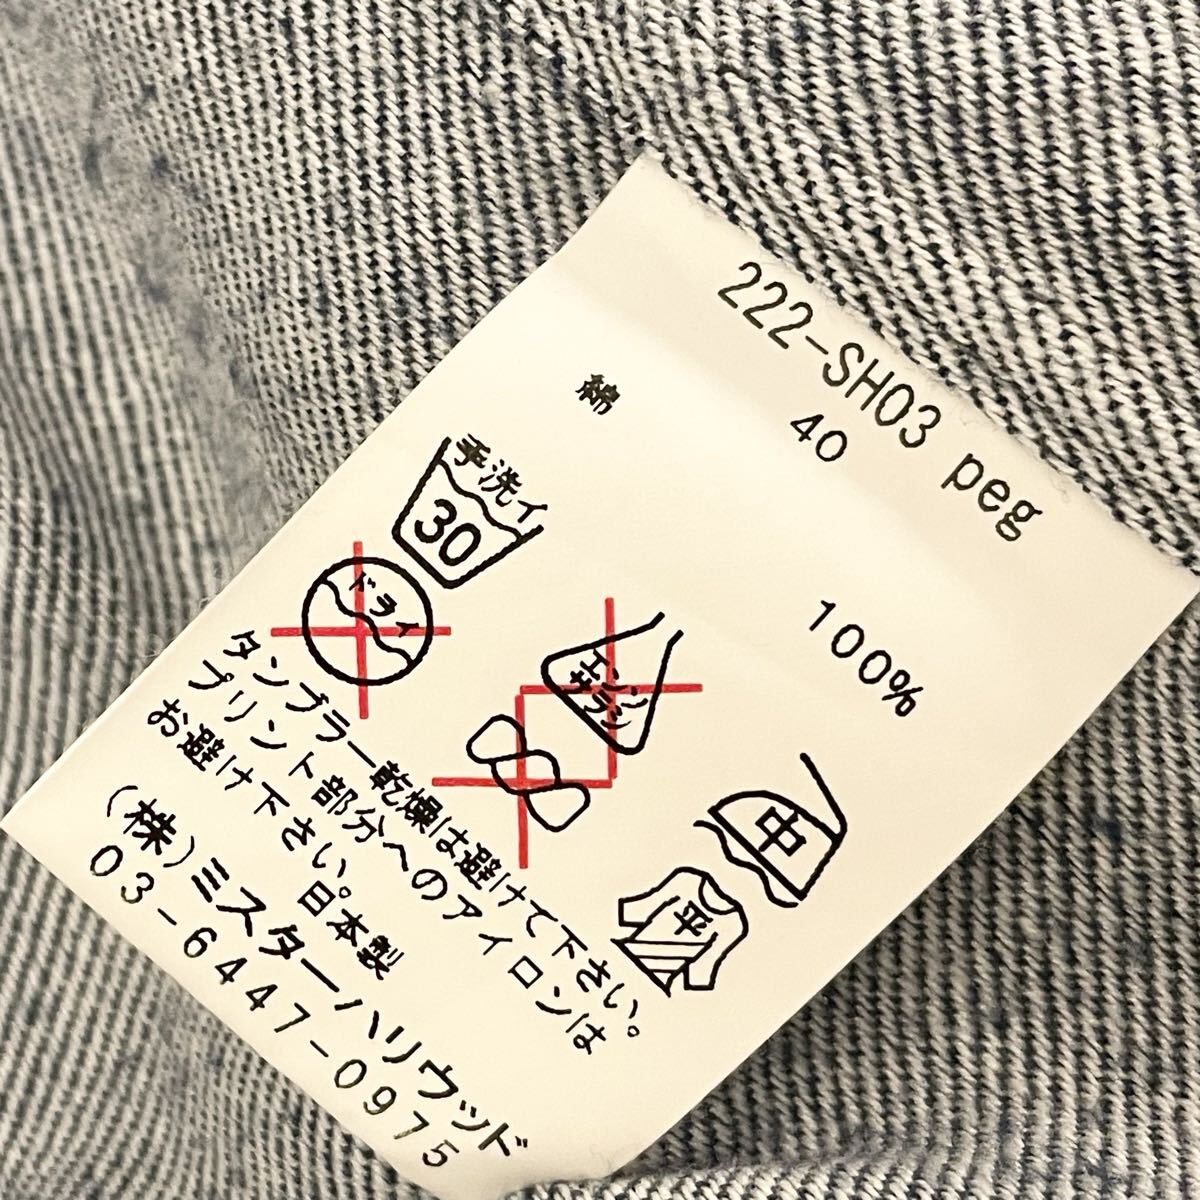 222-SH03 peg
40
綿 100%
手洗イ
30
エンソ
サラシ
中
ドライ
平
タンブラー乾燥は避けて下さい。
プリント部分へのアイロンは
お避け下さい。日本製
(株)ミスターハリウッド
03-6447-0975